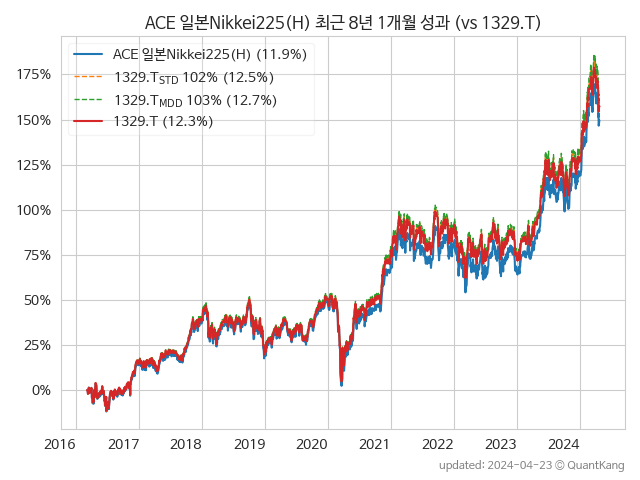 ACE 일본Nikkei225(H) 최근 8년 1개월 성과 (vs 1329.T)
ACE 일본Nikkei225(H) (11.9%)
1329.T STD 102% (12.5%)
1329.T MDD 103% (12.7%)
1329.T (12.3%)
175%
150%
125%
100%
75%
50%
25%
0%
2016 2017 2018 2019 2020 2021 2022 2023 2024
updated: 2024-04-23 © QuantKang